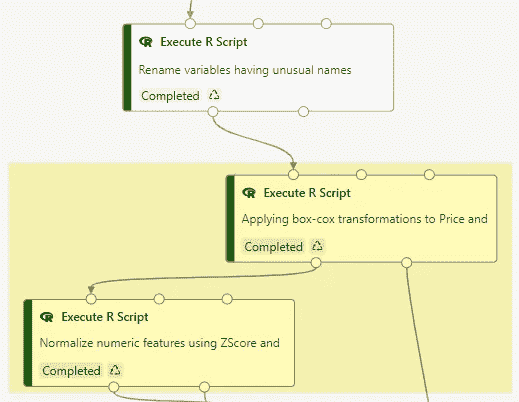 Execute R Script
Rename variables having unusual names
Completed
Execute R Script
Applying box-cox transformations to Price and
Completed
Execute R Script
Normalize numeric features using ZScore and
Completed